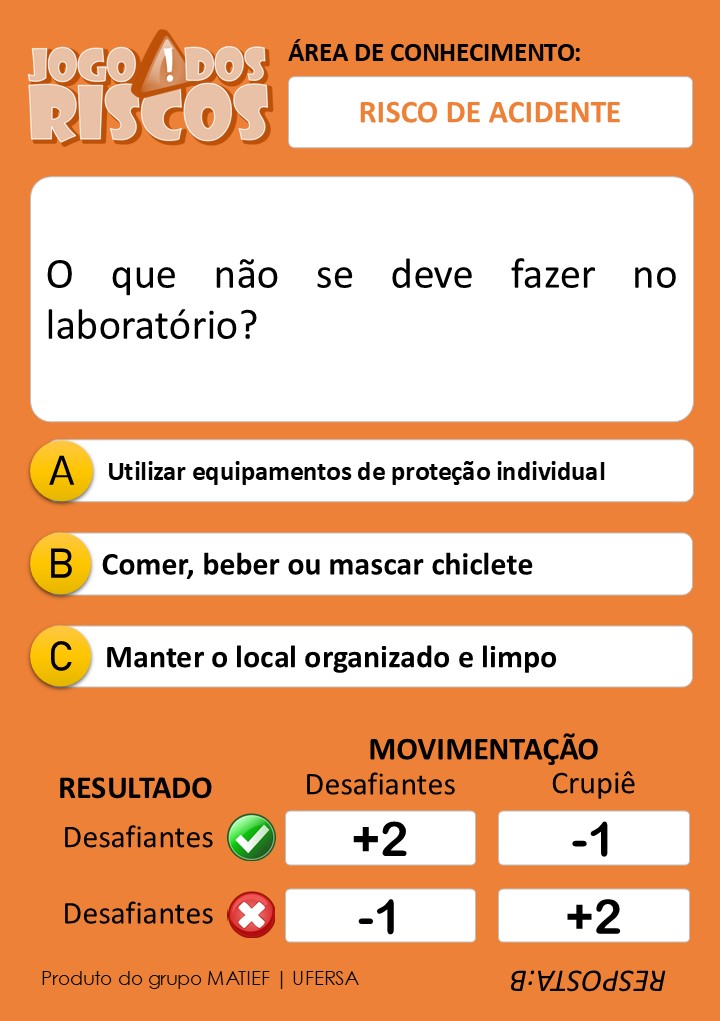 JOGO DOS
RISCOS
ÁREA DE CONHECIMENTO:
RISCO DE ACIDENTE
O que não se deve fazer no
laboratório?
A Utilizar equipamentos de proteção individual
B Comer, beber ou mascar chiclete
C Manter o local organizado e limpo
MOVIMENTAÇÃO
RESULTADO Desafiantes Crupiê
Desafiantes +2 -1
Desafiantes -1 +2
Produto do grupo MATIEF | UFERSA
RESPOSTA:B